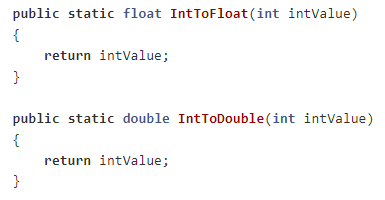 public static float IntToFloat(int intValue)
{
    return intValue;
}
public static double IntToDouble(int intValue)
{
    return intValue;
}